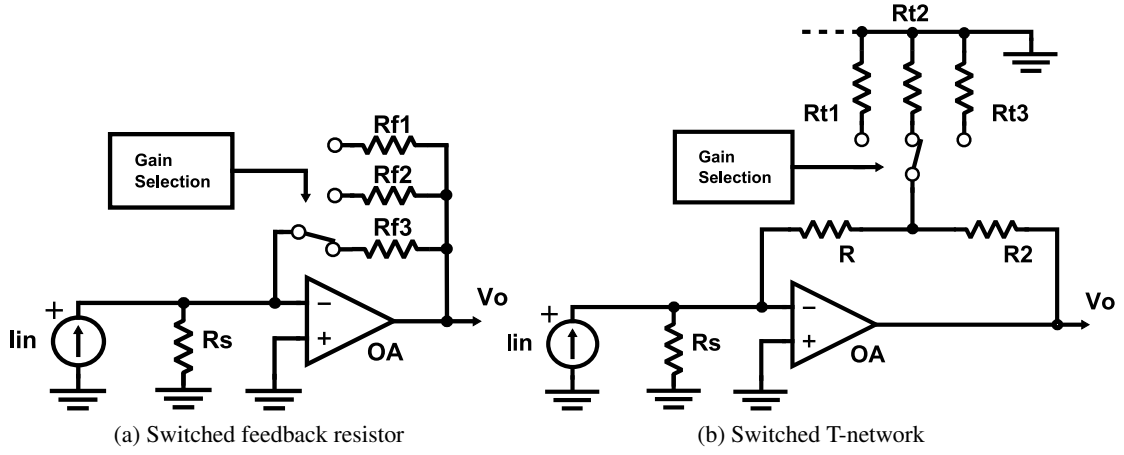 Rf1
Gain
Selection
Rf2
Rf3
+
−
Vo
Iin
Rs
+
OA
(a) Switched feedback resistor
Rt2
Rt1
Rt3
Gain
Selection
R
R2
+
−
Vo
Iin
Rs
+
OA
(b) Switched T-network